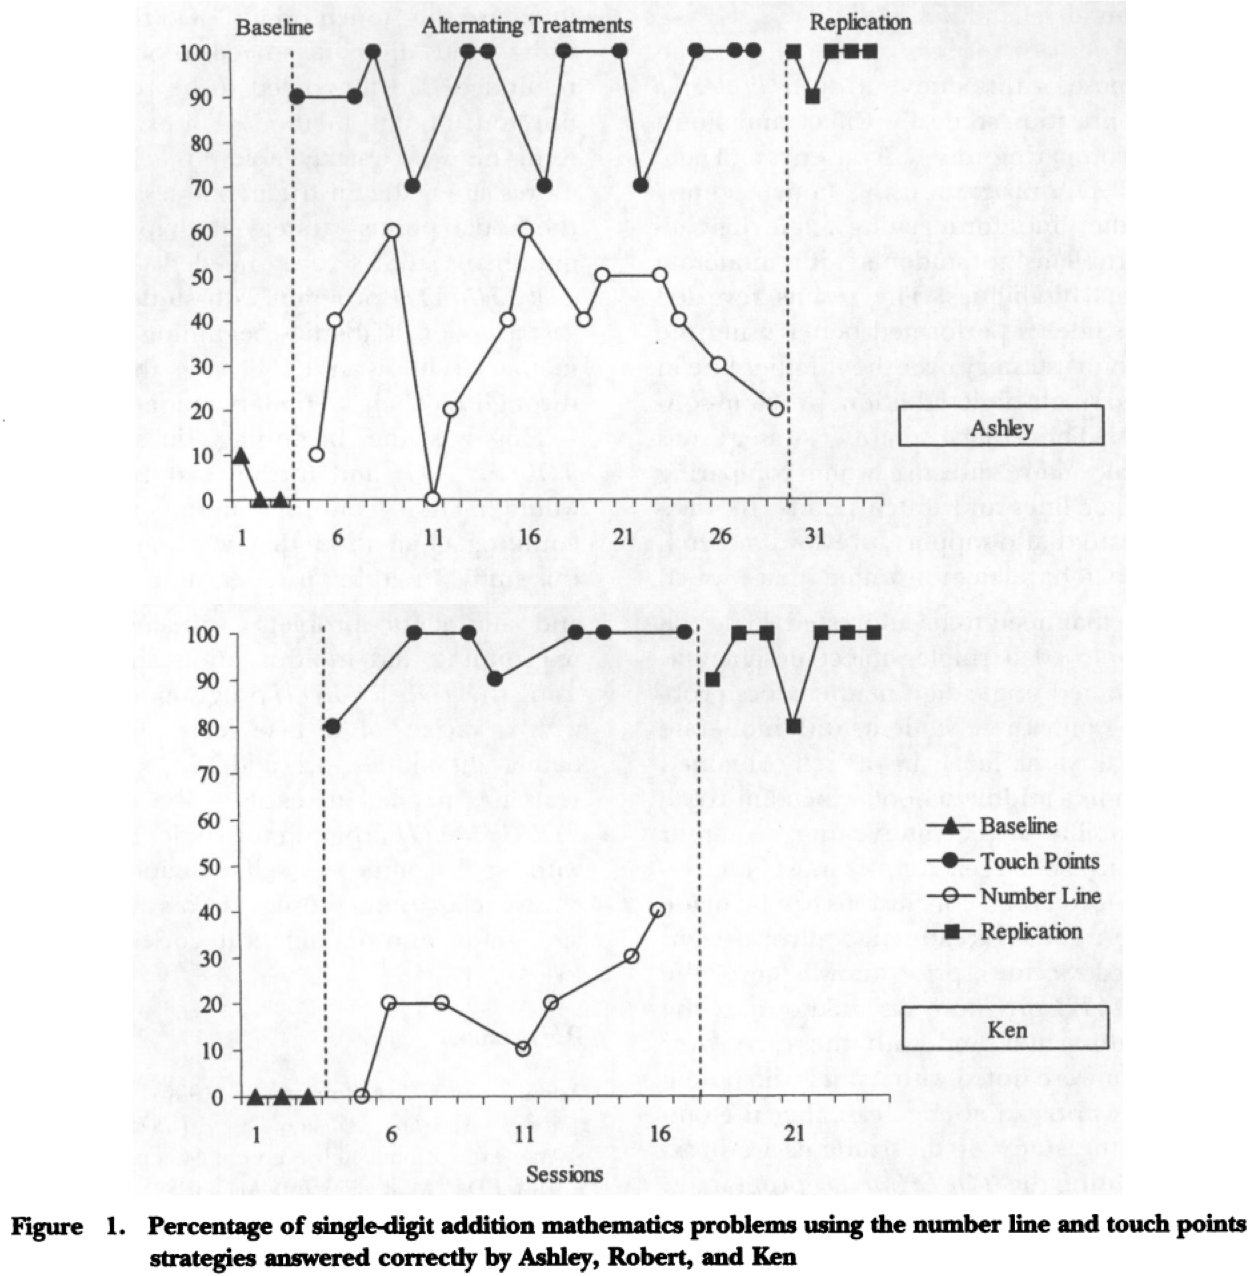 Baseline Alternating Treatments Replication
100
90
80
70
60
50
40
30
20
10
0
1 6 11 16 21 26 31
Ashley
100
90
80
70
60
50
40
30
20
10
0
1 6 11 16 21
Baseline
Touch Points
Number Line
Replication
Ken
Sessions
Figure 1. Percentage of single-digit addition mathematics problems using the number line and touch points
strategies answered correctly by Ashley, Robert, and Ken